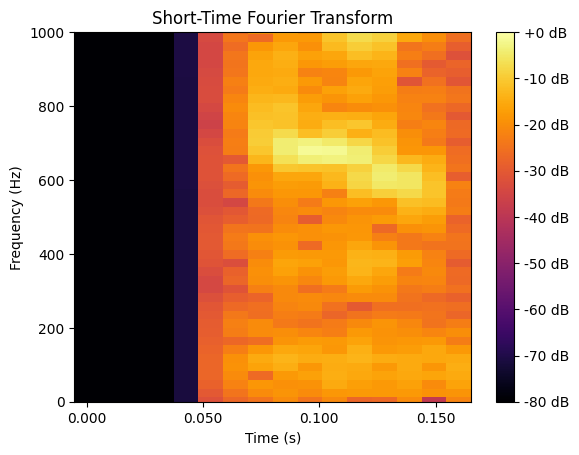 Short-Time Fourier Transform
1000
800
600
400
200
0
Frequency (Hz)
0.000
0.050
0.100
0.150
Time (s)
+0 dB
-10 dB
-20 dB
-30 dB
-40 dB
-50 dB
-60 dB
-70 dB
-80 dB